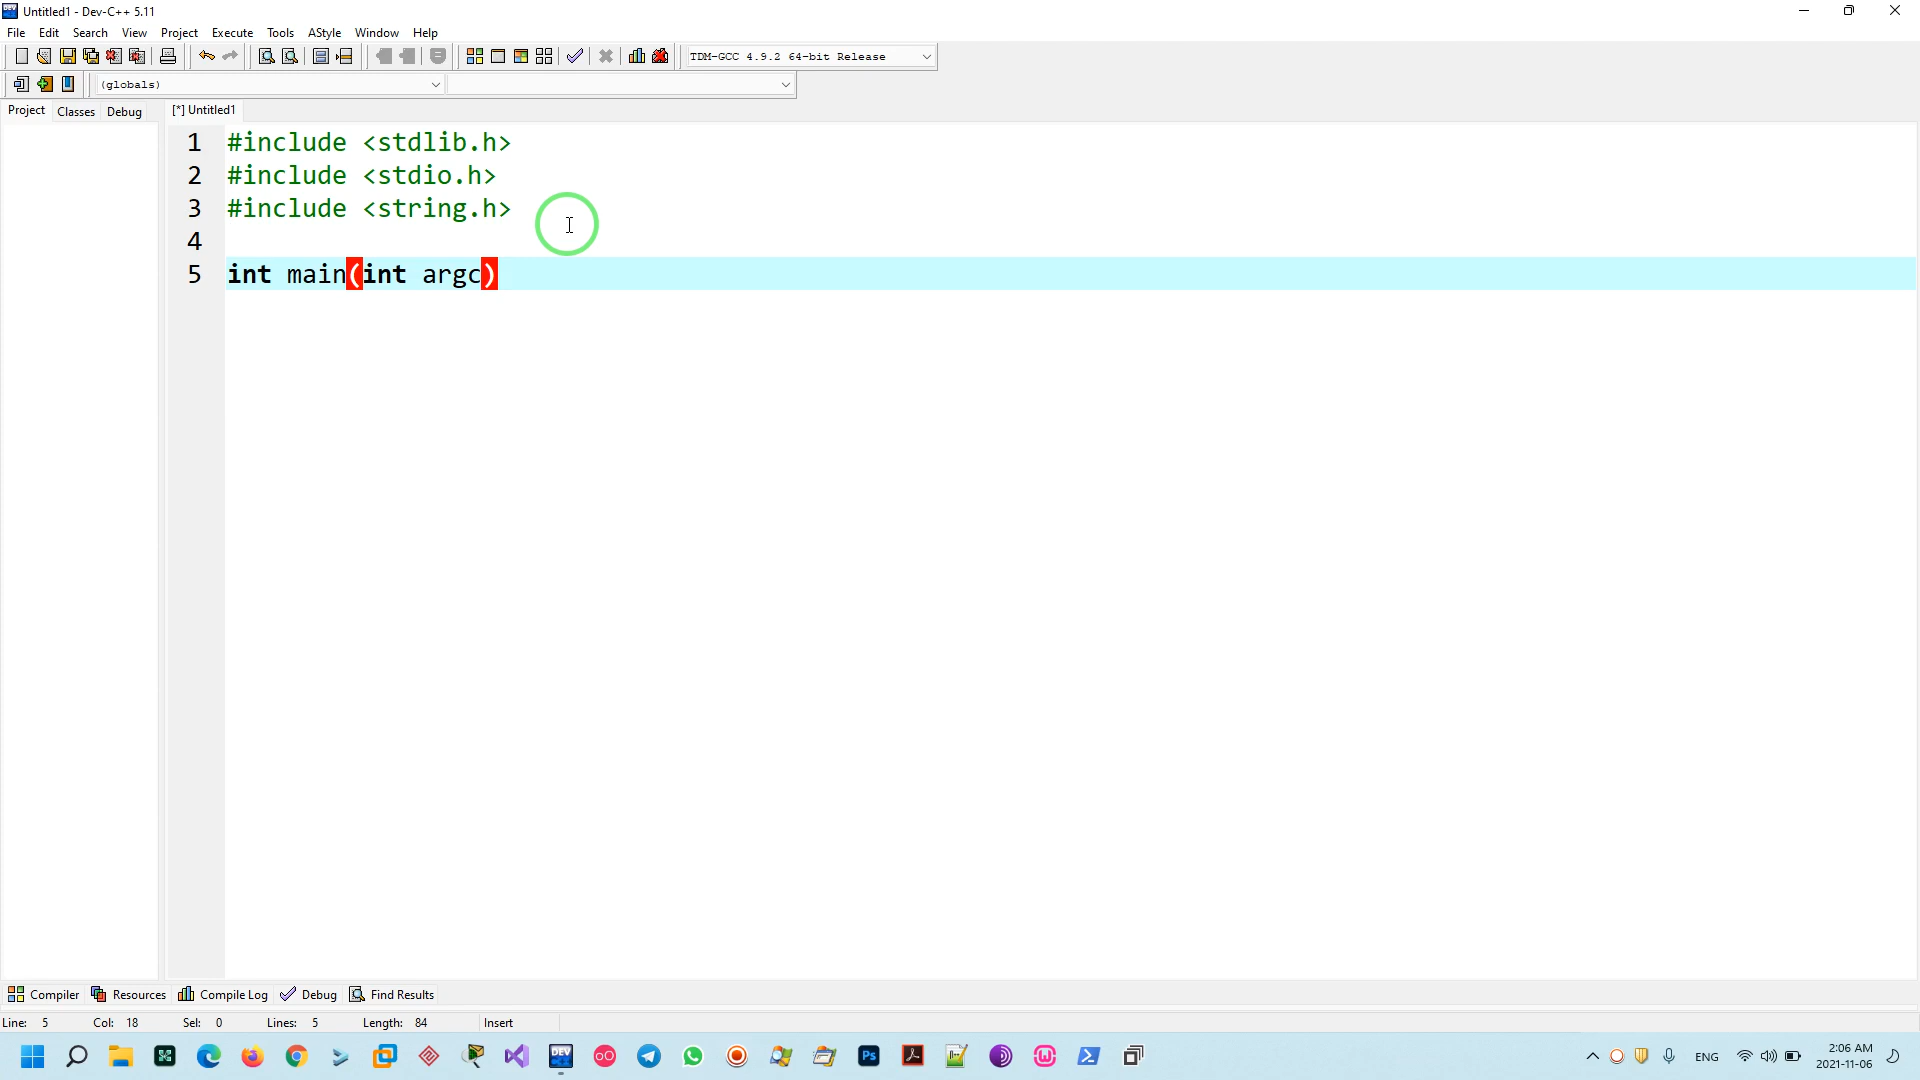 Untitled1 - Dev-C++ 5.11
File Edit Search View Project Execute Tools AStyle Window Help
TDM-GCC 4.9.2 64-bit Release
(globals)
Project Classes Debug [*] Untitled1
1 #include <stdlib.h>
2 #include <stdio.h>
3 #include <string.h>
4
5 int main(int argc)
Compiler Resources Compile Log Debug Find Results
Line: 5 Col: 18 Sel: 0 Lines: 5 Length: 84 Insert
DEV Ps ENG 2:06 AM
2021-11-06